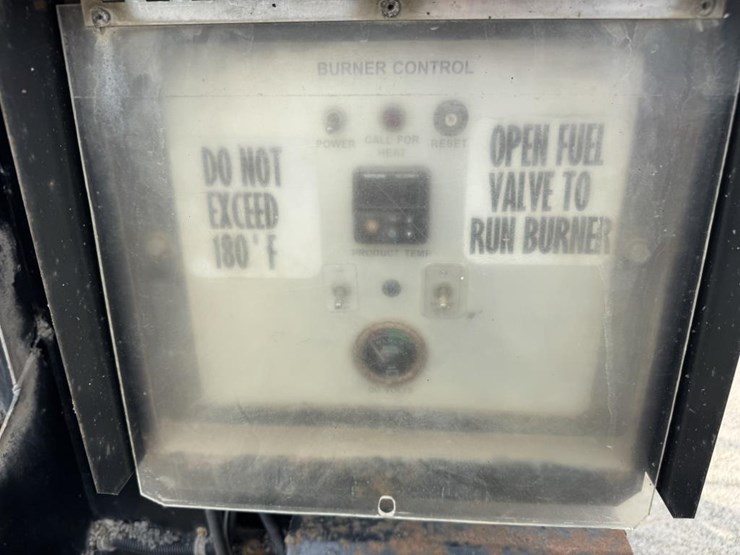 BURNER CONTROL
POWER
CALL FOR
HEAT
RESET
DO NOT
EXCEED
180°F
OPEN FUEL
VALVE TO
RUN BURNER
PRODUCT TEMP